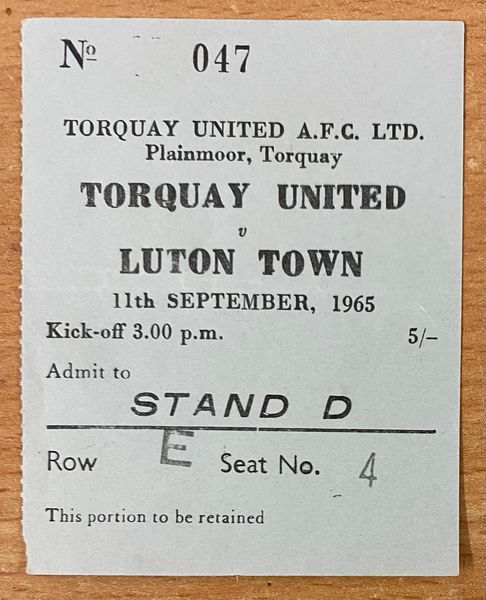 Nº 047
TORQUAY UNITED A.F.C. LTD.
Plainmoor, Torquay
TORQUAY UNITED
v
LUTON TOWN
11th SEPTEMBER, 1965
Kick-off 3.00 p.m. 5/–
Admit to
STAND D
Row E Seat No. 4
This portion to be retained